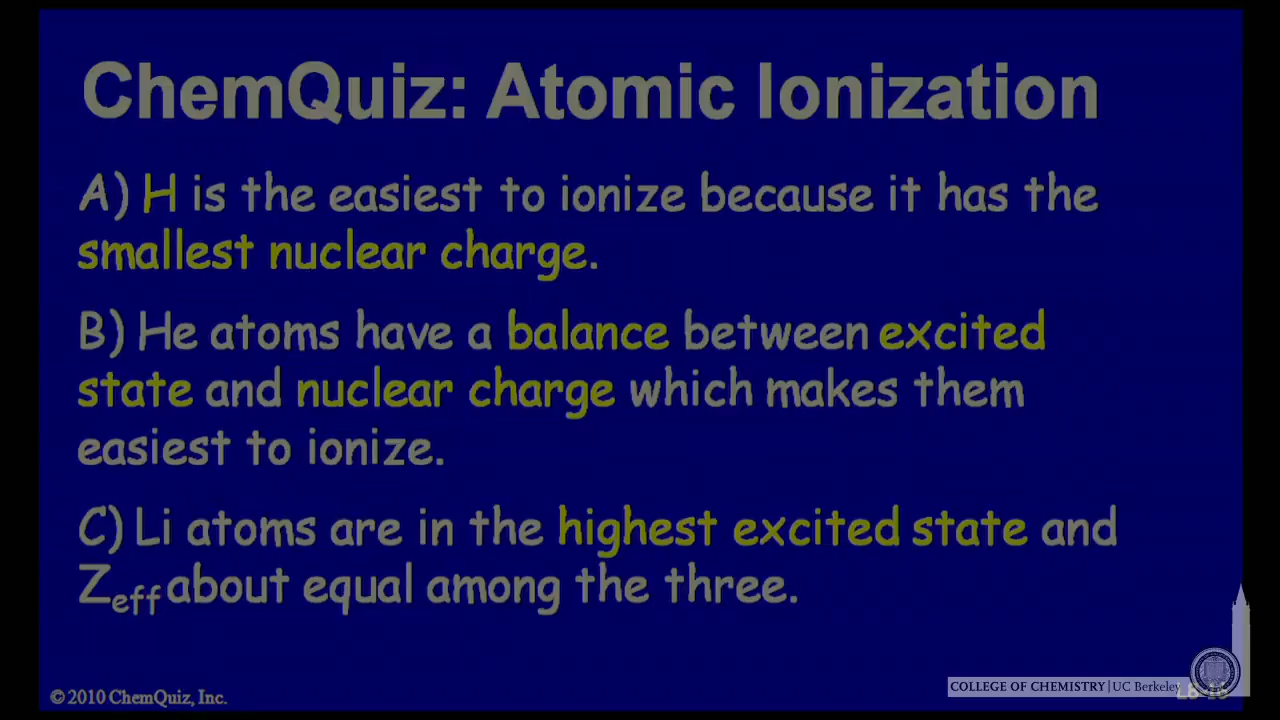 ChemQuiz: Atomic Ionization
A) H is the easiest to ionize because it has the
smallest nuclear charge.
B) He atoms have a balance between excited
state and nuclear charge which makes them
easiest to ionize.
C) Li atoms are in the highest excited state and
Zeff about equal among the three.
© 2010 ChemQuiz, Inc.
COLLEGE OF CHEMISTRY | UC Berkeley